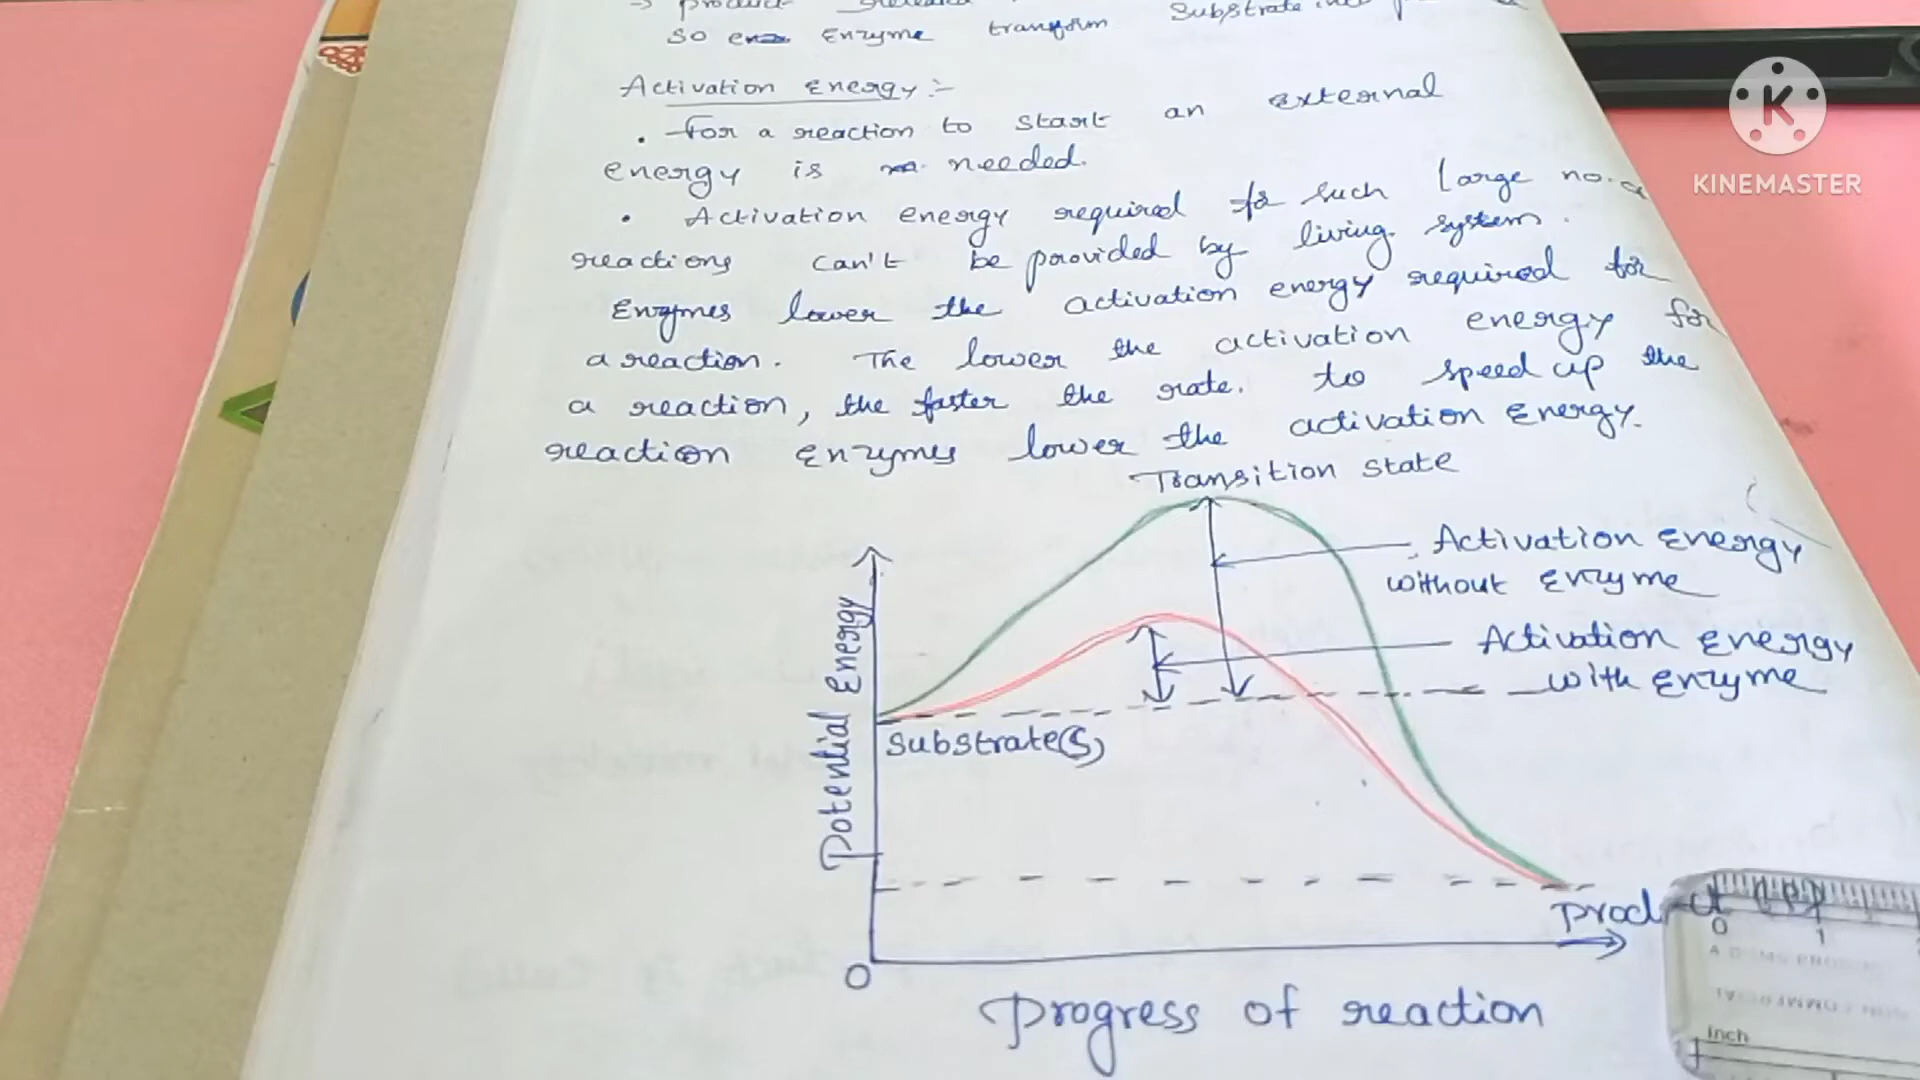 → product
so enz Enzyme transform Substrate into
Activation Energy :-
• For a reaction to start an external
energy is needed.
• Activation energy required for such large no. of
reactions can't be provided by living system.
Enzymes lower the activation energy required for
a reaction. The lower the activation energy for
a reaction, the faster the rate. to speed up the
reaction enzymes lower the activation Energy.
Transition state
Activation Energy
without Enzyme
Activation Energy
with Enzyme
Potential Energy
Substrate(s)
Product (P)
O
Progress of reaction
KINEMASTER
0 1
inch